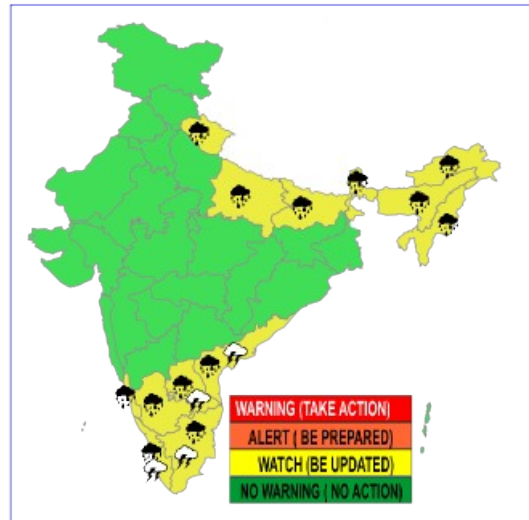 WARNING (TAKE ACTION)
ALERT ( BE PREPARED)
WATCH (BE UPDATED)
NO WARNING ( NO ACTION)